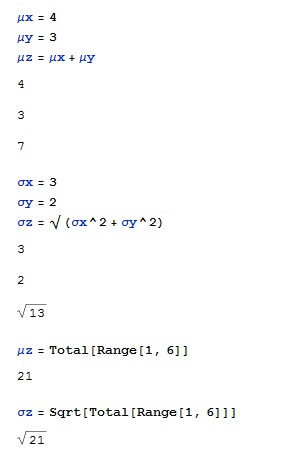 μx = 4
μy = 3
μz = μx + μy
4
3
7
σx = 3
σy = 2
σz = √ (σx^2 + σy^2)
3
2
√13
μz = Total[Range[1, 6]]
21
σz = Sqrt[Total[Range[1, 6]]]
√21